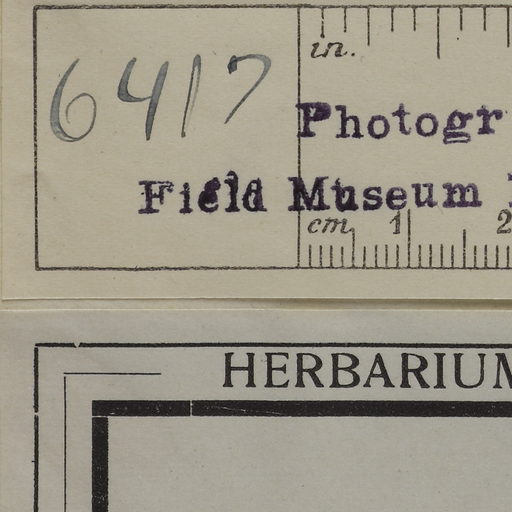 6417
in.
Photogr
Field Museum
cm. 1 2
HERBARIUM